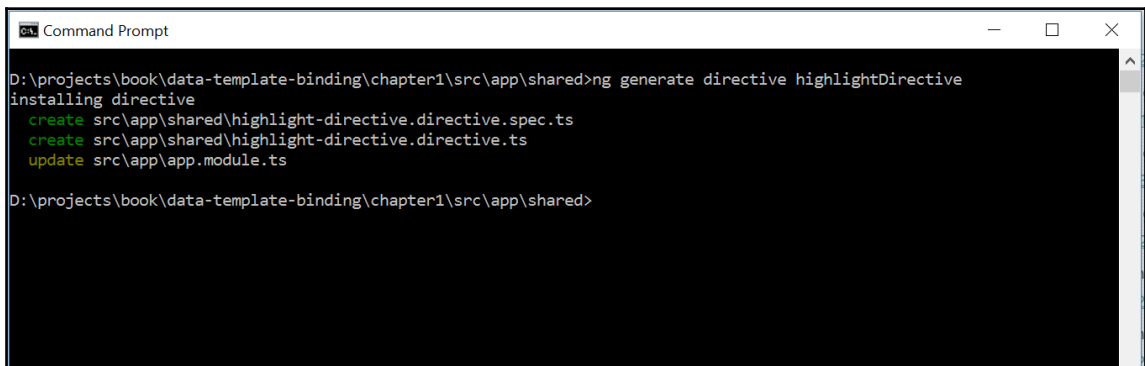 Command Prompt
D:\projects\book\data-template-binding\chapter1\src\app\shared>ng generate directive highlightDirective
installing directive
create src\app\shared\highlight-directive.directive.spec.ts
create src\app\shared\highlight-directive.directive.ts
update src\app\app.module.ts
D:\projects\book\data-template-binding\chapter1\src\app\shared>